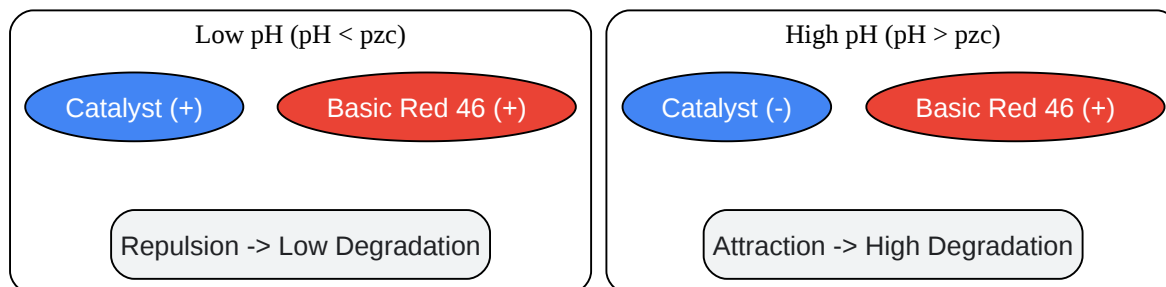 Low pH (pH < pzc)
Catalyst (+)
Basic Red 46 (+)
Repulsion -> Low Degradation
High pH (pH > pzc)
Catalyst (-)
Basic Red 46 (+)
Attraction -> High Degradation